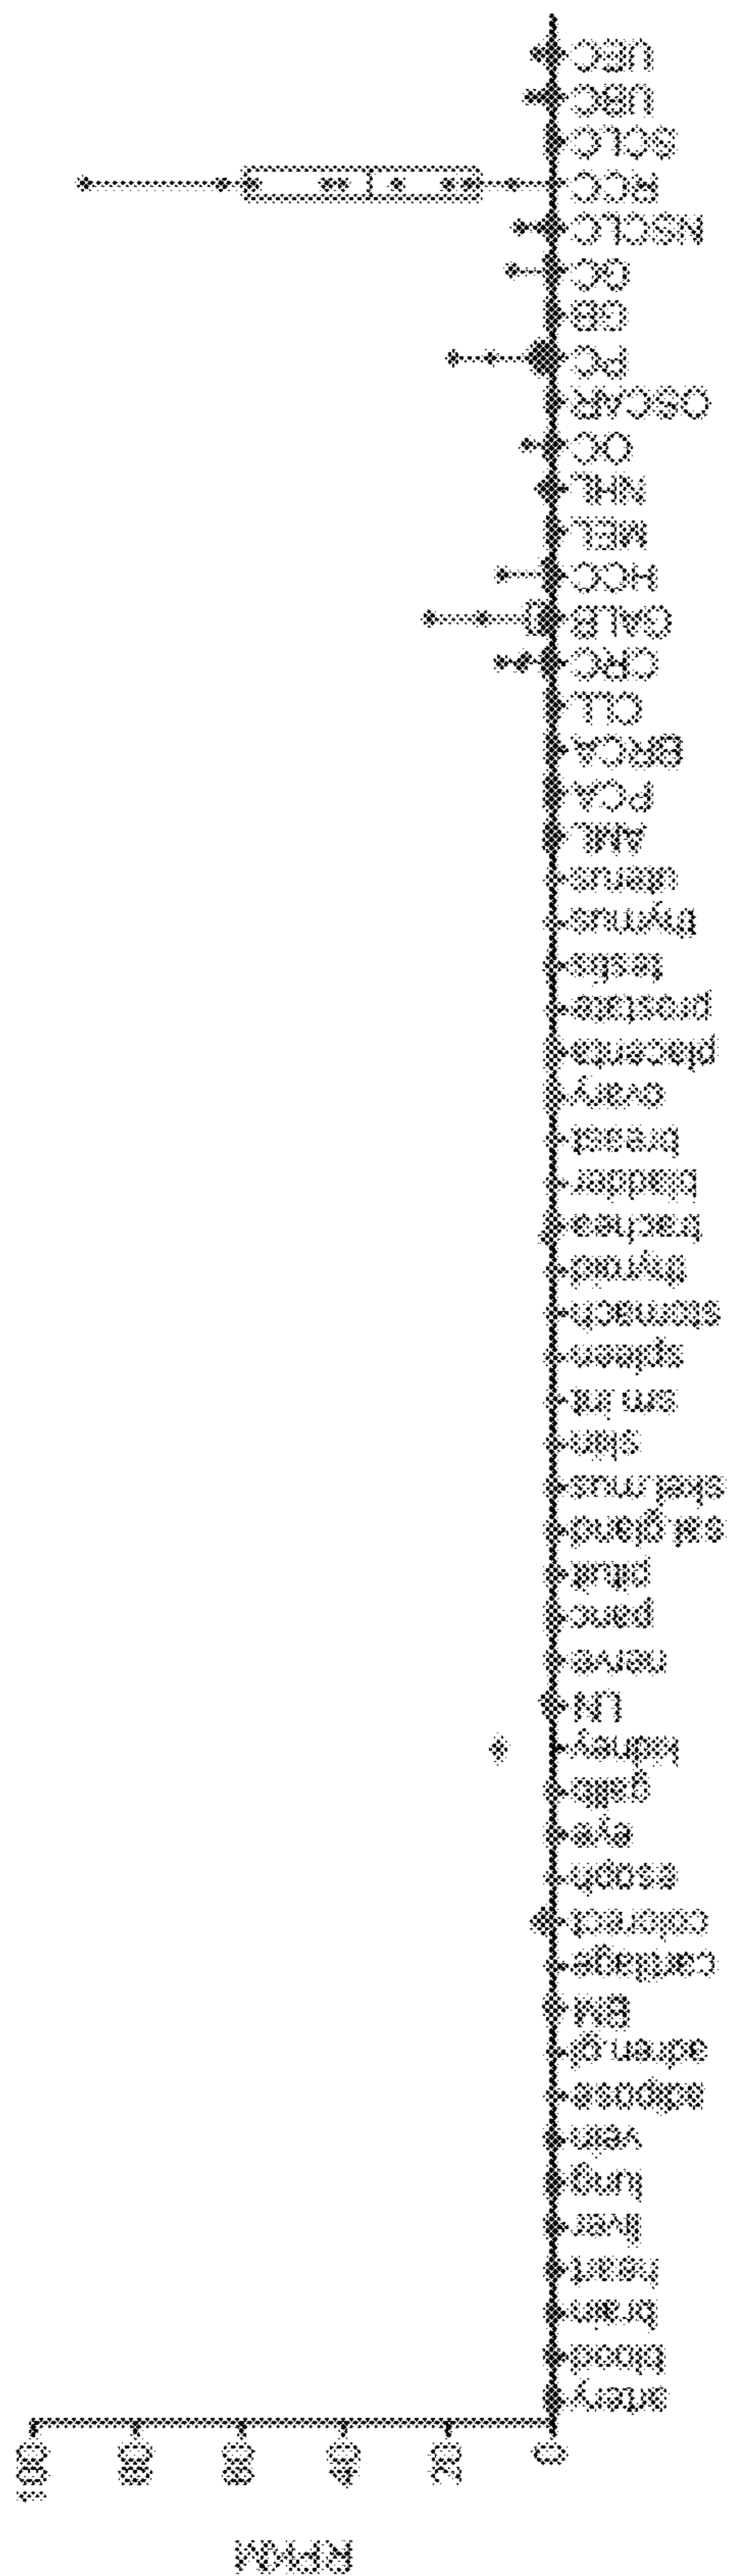 RPKM
100 80 60 40 20 0
artery
blood
brain
heart
liver
lung
vein
adipose
adren gl
BM
cartilage
colorect
esoph
eye
gallb
kidney
LN
nerve
panc
pituit
sal gland
skel mus
skin
sm int
spleen
stomach
thyroid
trachea
bladder
breast
ovary
placenta
prostate
testis
thymus
uterus
AML
PCA
BRCA
CLL
CRC
GALB
HCC
MEL
NHL
OC
OSCAR
PC
GB
GC
NSCLC
RCC
SCLC
UBC
UEC